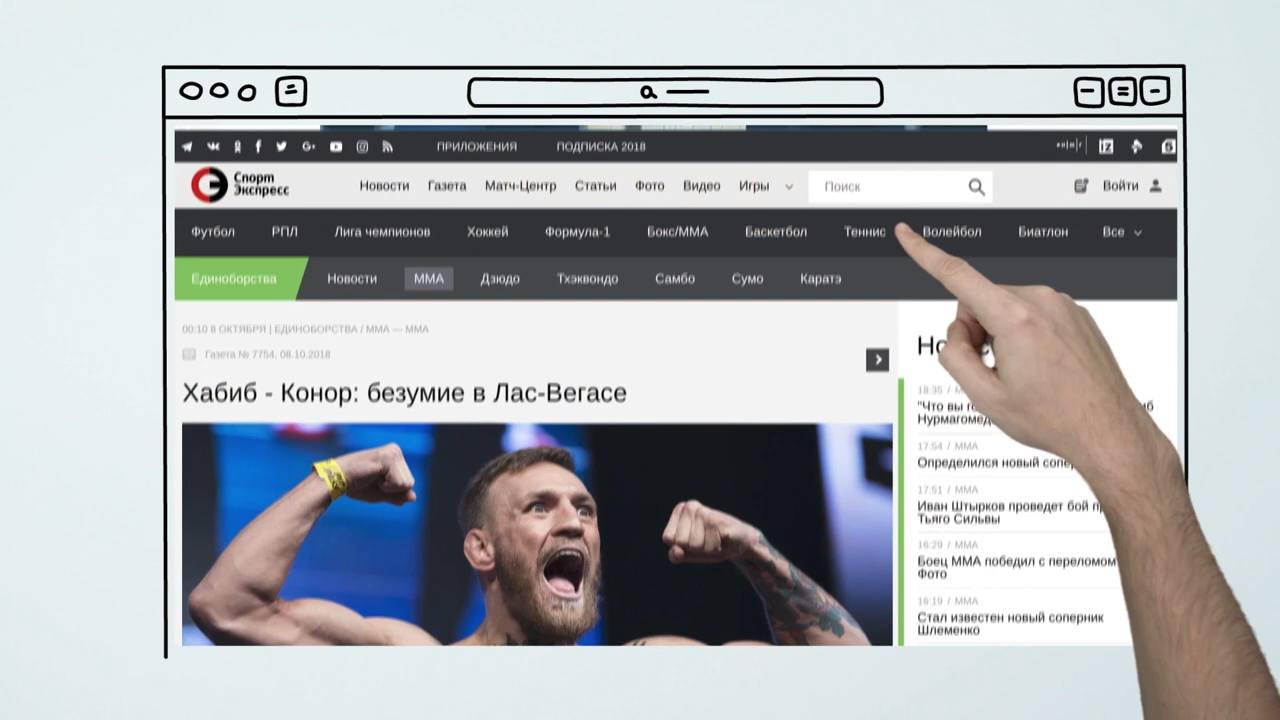 ПРИЛОЖЕНИЯ ПОДПИСКА 2018
Спорт
Экспресс
Новости Газета Матч-Центр Статьи Фото Видео Игры Поиск Войти
Футбол РПЛ Лига чемпионов Хоккей Формула-1 Бокс/ММА Баскетбол Теннис Волейбол Биатлон Все
Единоборства Новости ММА Дзюдо Тхэквондо Самбо Сумо Каратэ
00:10 8 ОКТЯБРЯ | ЕДИНОБОРСТВА / ММА — ММА
Газета № 7754, 08.10.2018
Хабиб - Конор: безумие в Лас-Вегасе
18:35 /
"Что вы
17:54 / ММА
Определился новый
17:51 / ММА
Иван Штырков проведет бой
Тьяго Сильвы
16:29 / ММА
Боец ММА победил с переломом
Фото
16:19 / ММА
Стал известен новый соперник
Шлеменко